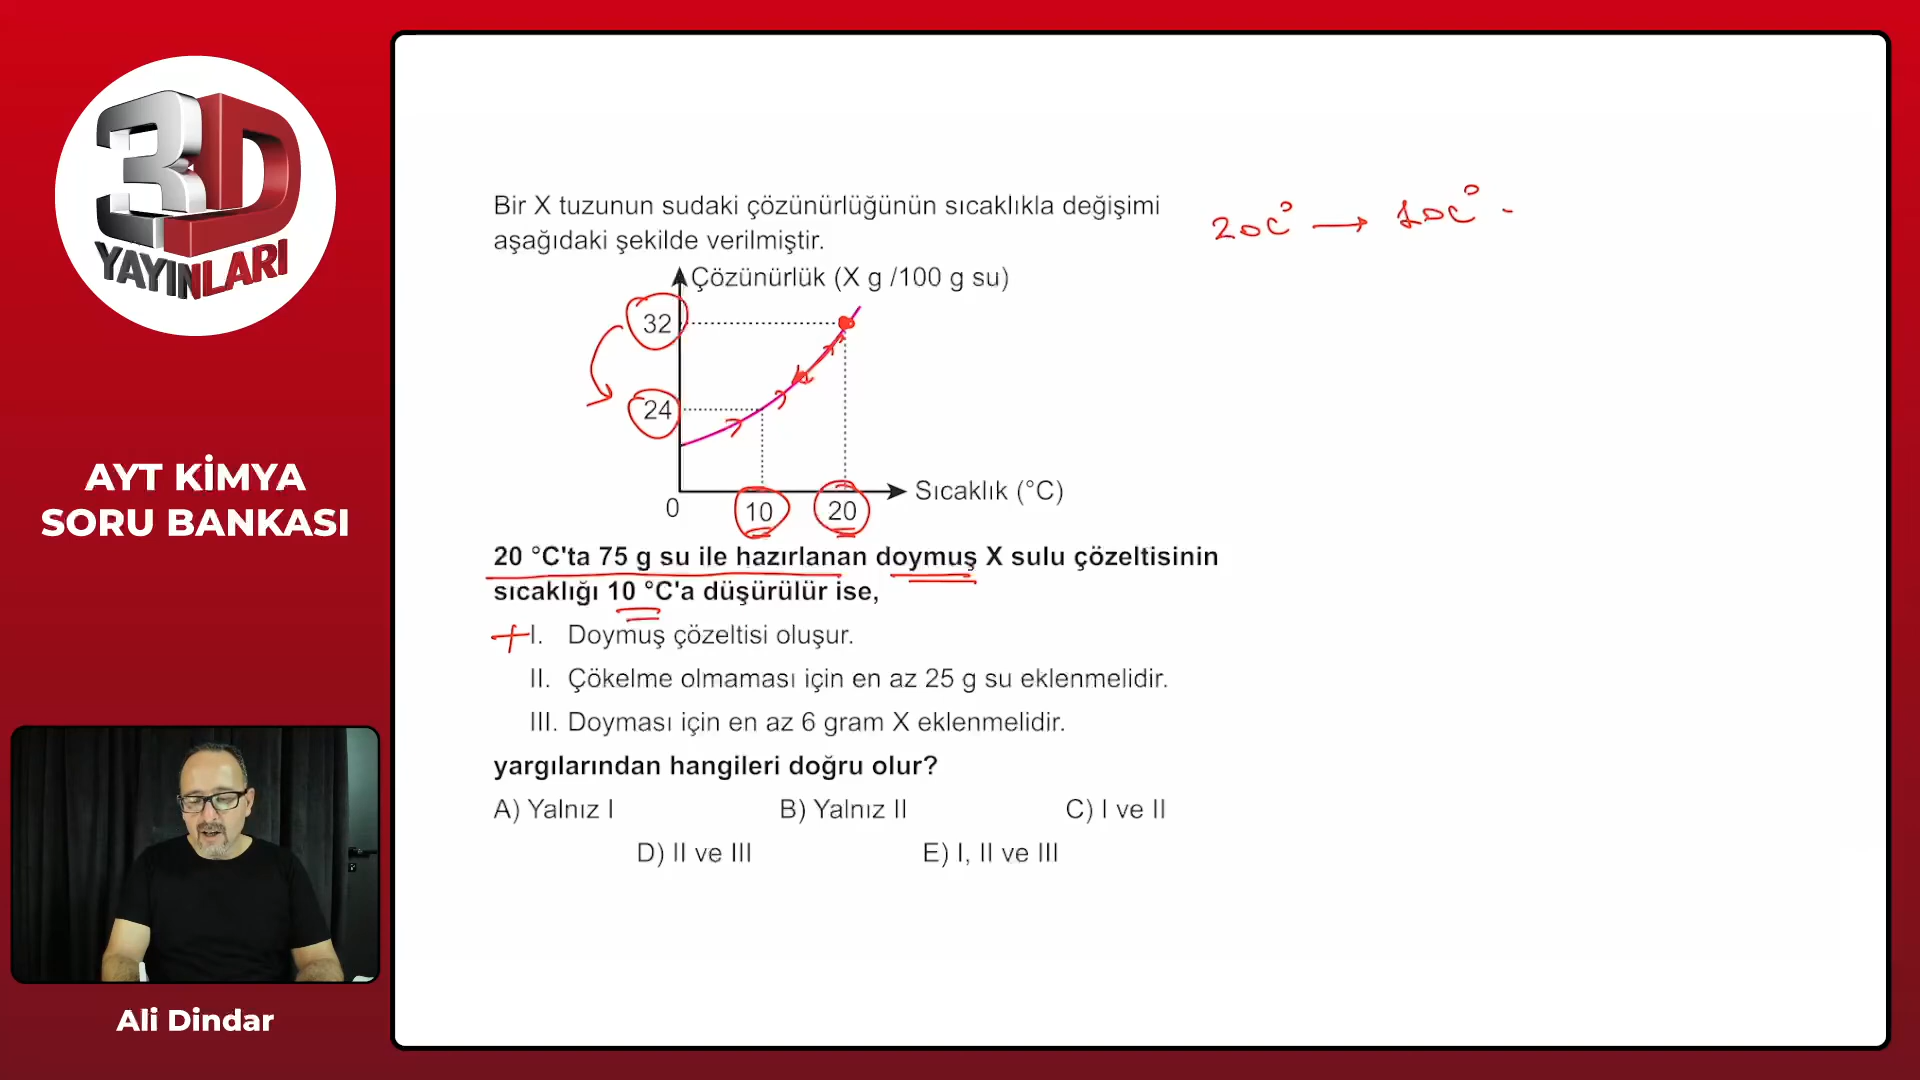 3D
YAYINLARI
AYT KİMYA
SORU BANKASI
Ali Dindar
Bir X tuzunun sudaki çözünürlüğünün sıcaklıkla değişimi
aşağıdaki şekilde verilmiştir.
20C° → 10C°
Çözünürlük (X g /100 g su)
32
24
0
10
20
Sıcaklık (°C)
20 °C'ta 75 g su ile hazırlanan doymuş X sulu çözeltisinin
sıcaklığı 10 °C'a düşürülür ise,
+ I. Doymuş çözeltisi oluşur.
II. Çökelme olmaması için en az 25 g su eklenmelidir.
III. Doyması için en az 6 gram X eklenmelidir.
yargılarından hangileri doğru olur?
A) Yalnız I B) Yalnız II C) I ve II
D) II ve III E) I, II ve III